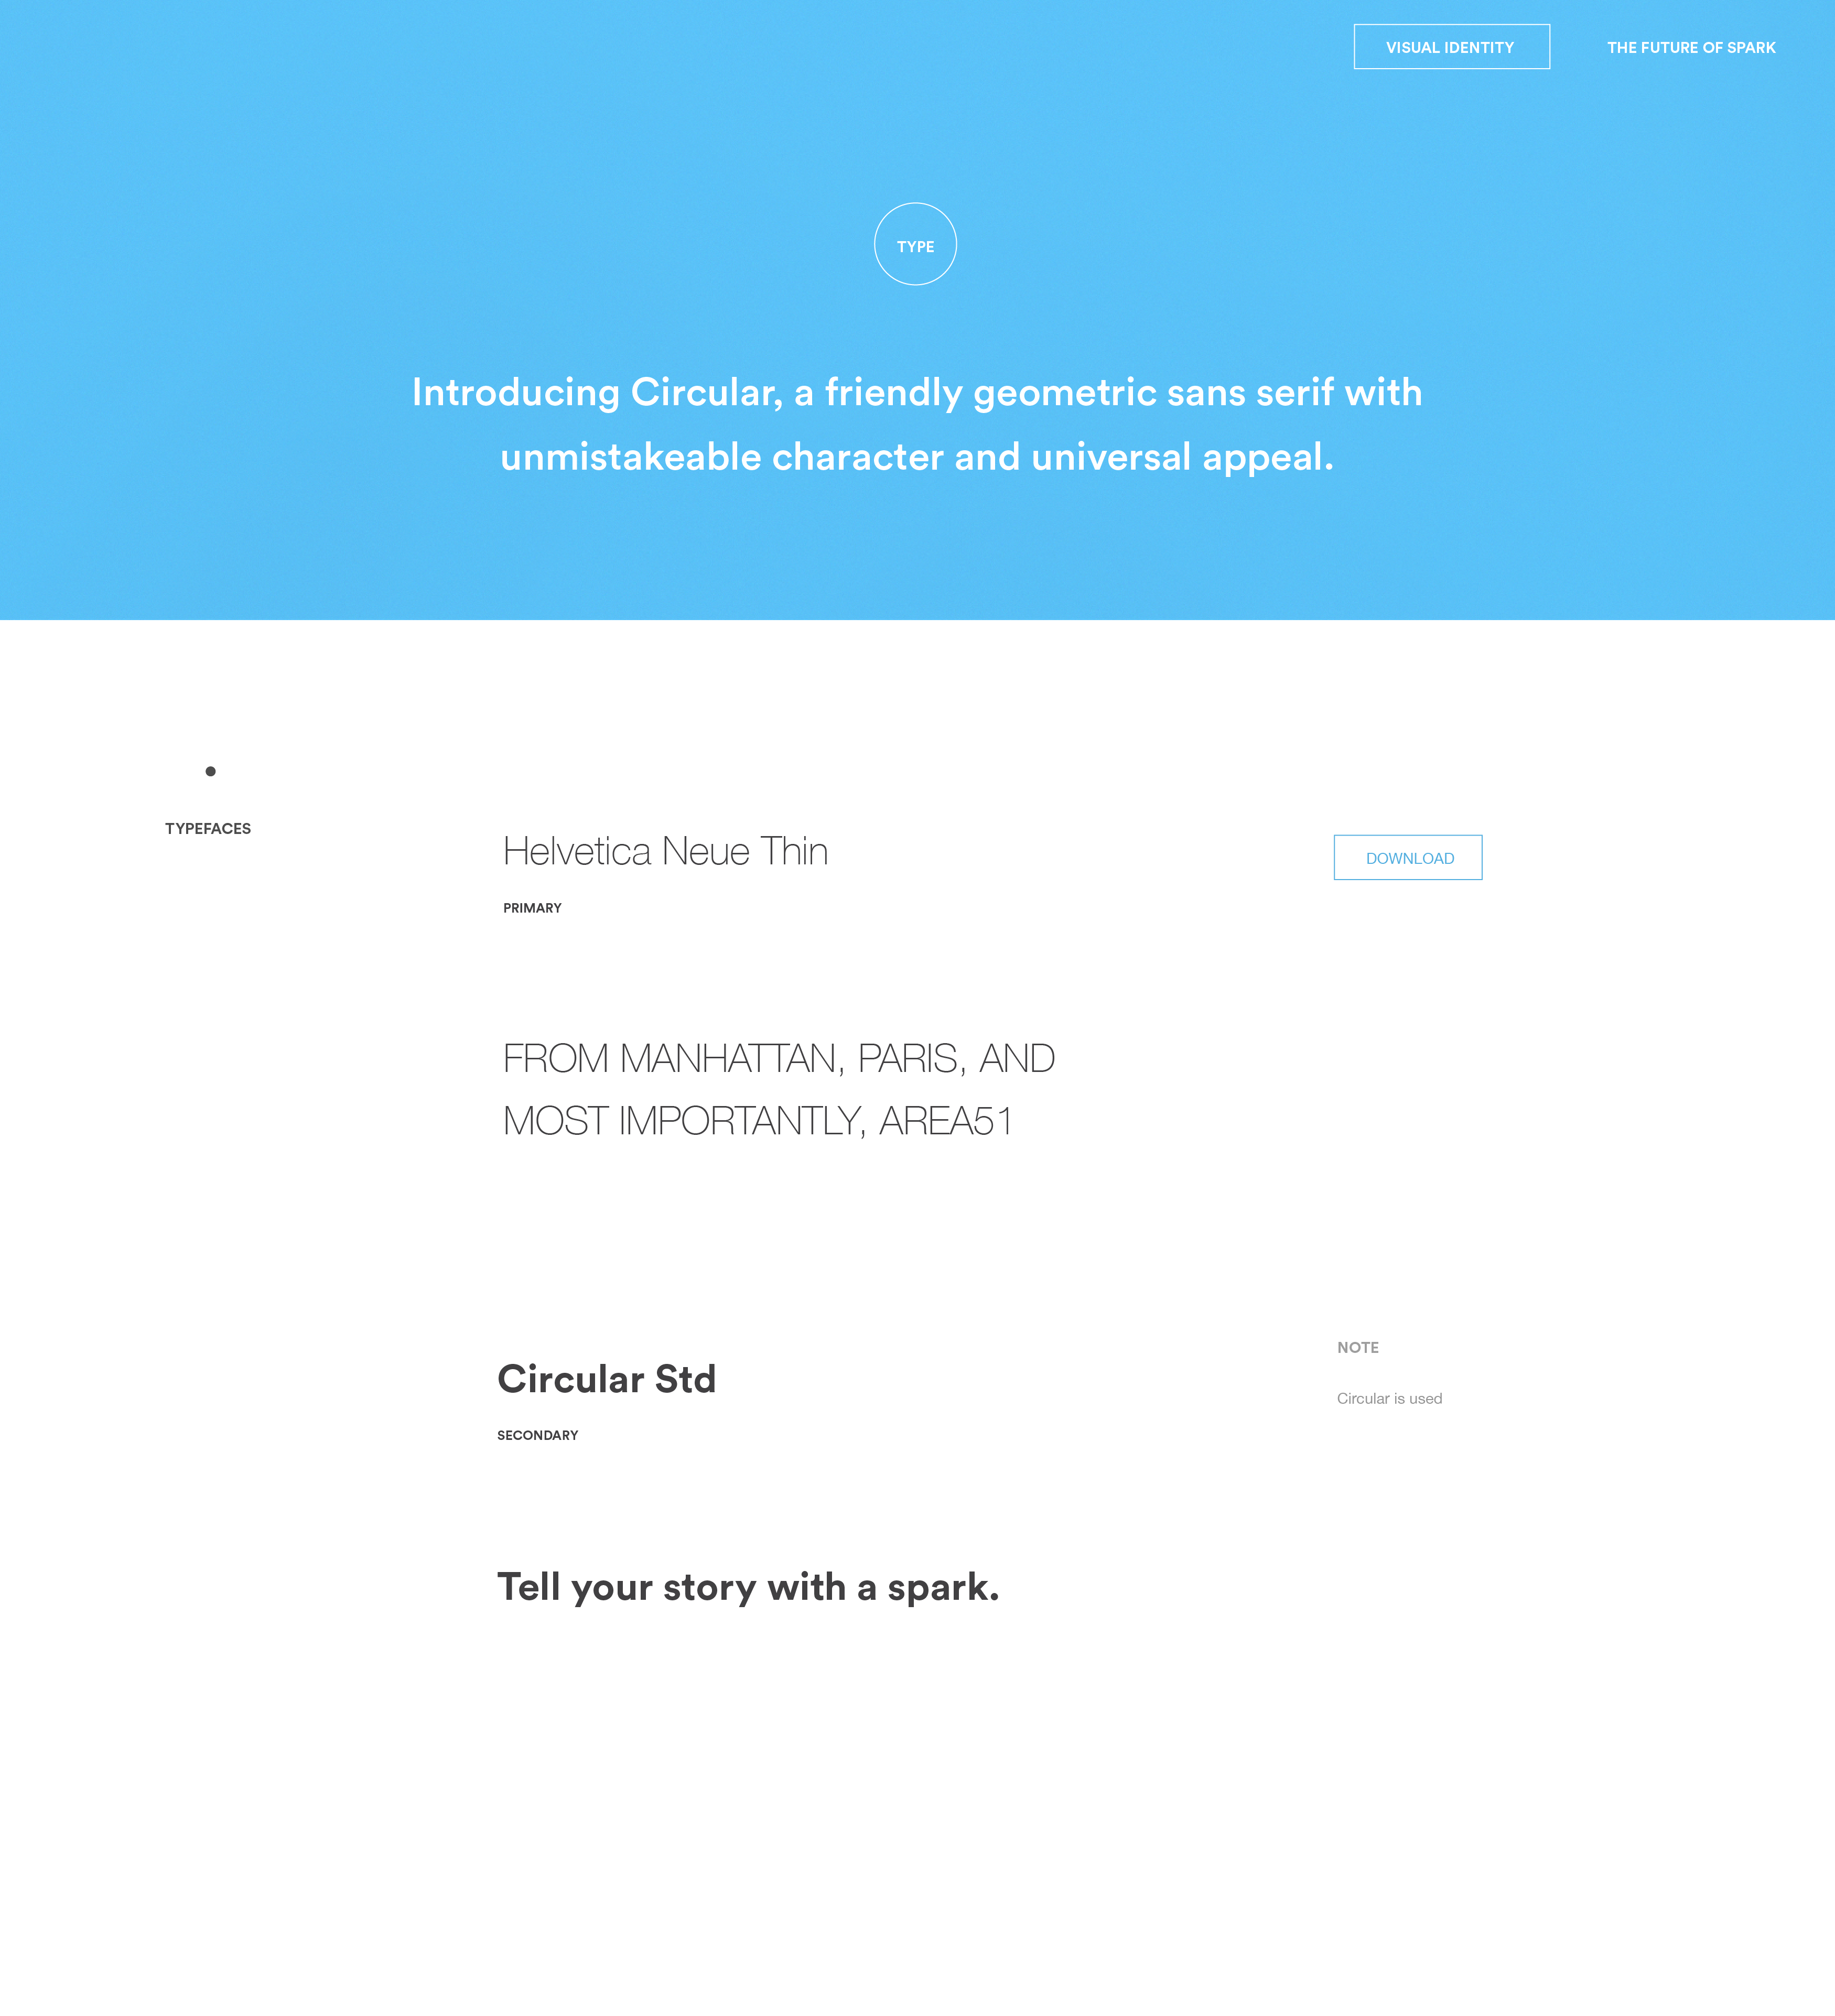 VISUAL IDENTITY
THE FUTURE OF SPARK
TYPE
Introducing Circular, a friendly geometric sans serif with
unmistakeable character and universal appeal.
TYPEFACES
Helvetica Neue Thin
DOWNLOAD
PRIMARY
FROM MANHATTAN, PARIS, AND
MOST IMPORTANTLY, AREA51
NOTE
Circular Std
Circular is used
SECONDARY
Tell your story with a spark.